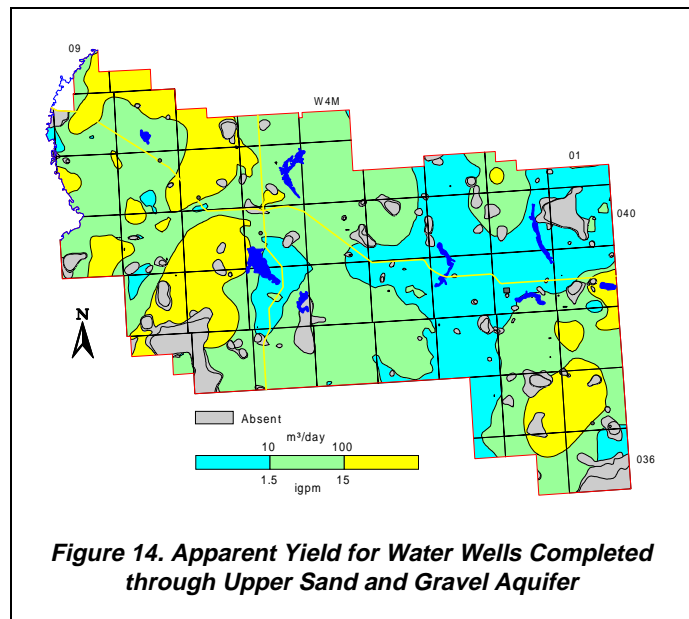 09
W4M
01
040
N
Absent
m³/day
10 100
1.5 15
igpm
036
Figure 14. Apparent Yield for Water Wells Completed
through Upper Sand and Gravel Aquifer